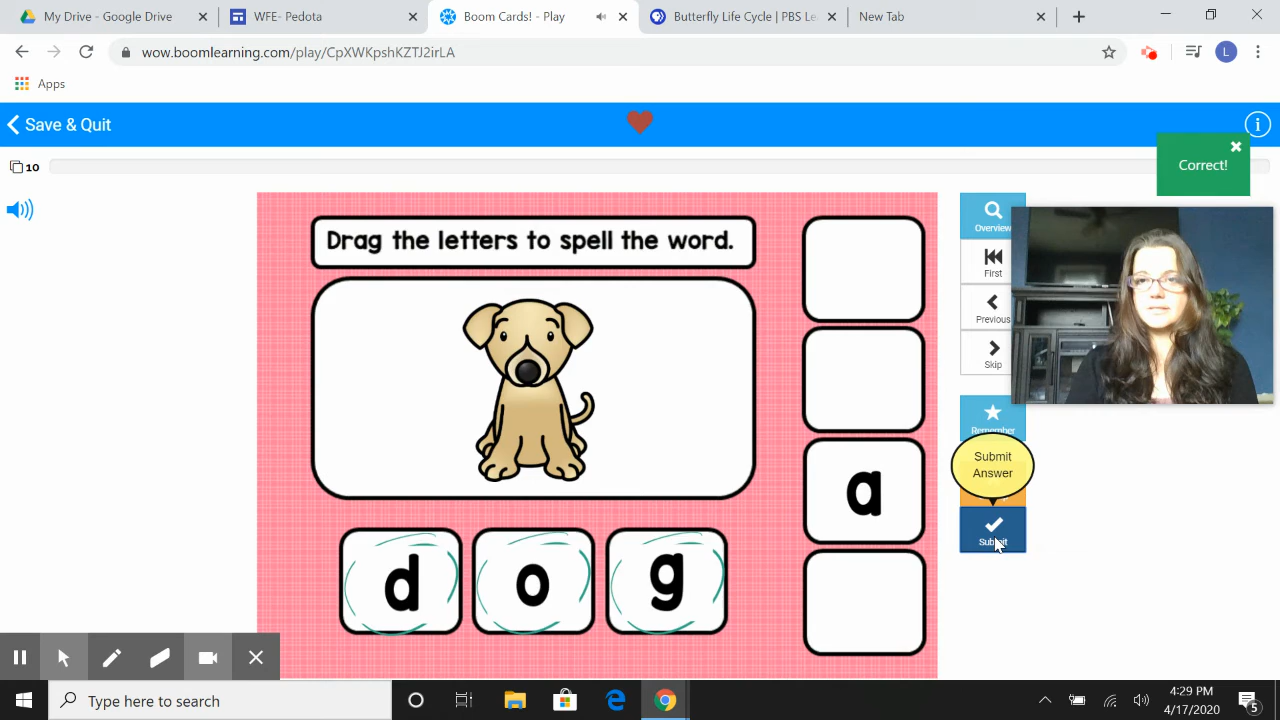 My Drive - Google Drive
WFE- Pedota
Boom Cards! - Play
Butterfly Life Cycle | PBS Le
New Tab
wow.boomlearning.com/play/CpXWKpshKZTJ2irLA
L
Apps
Save & Quit
10
Correct!
Drag the letters to spell the word.
Overview
First
Previous
Skip
Remember
a
Submit
Answer
Submit
d o g
Type here to search
4:29 PM
4/17/2020
5